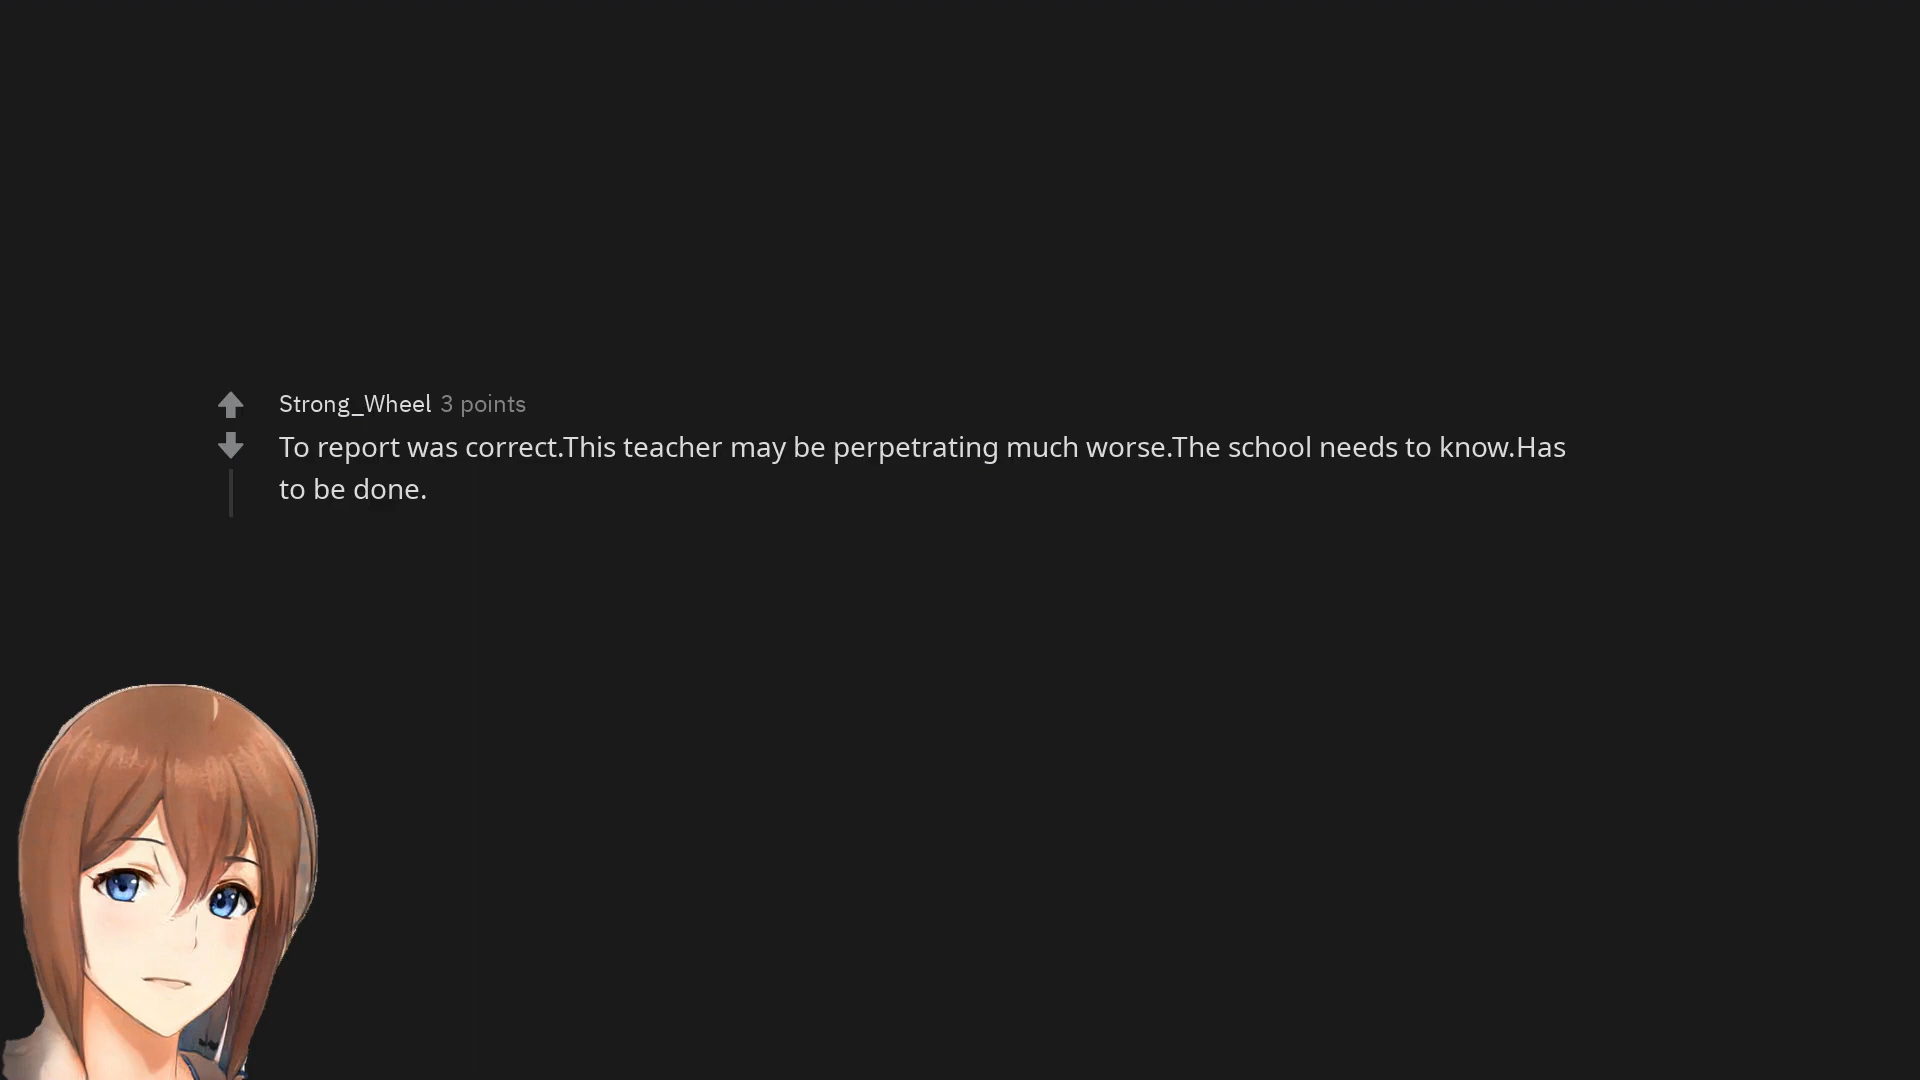 Strong_Wheel 3 points
To report was correct.This teacher may be perpetrating much worse.The school needs to know.Has
to be done.